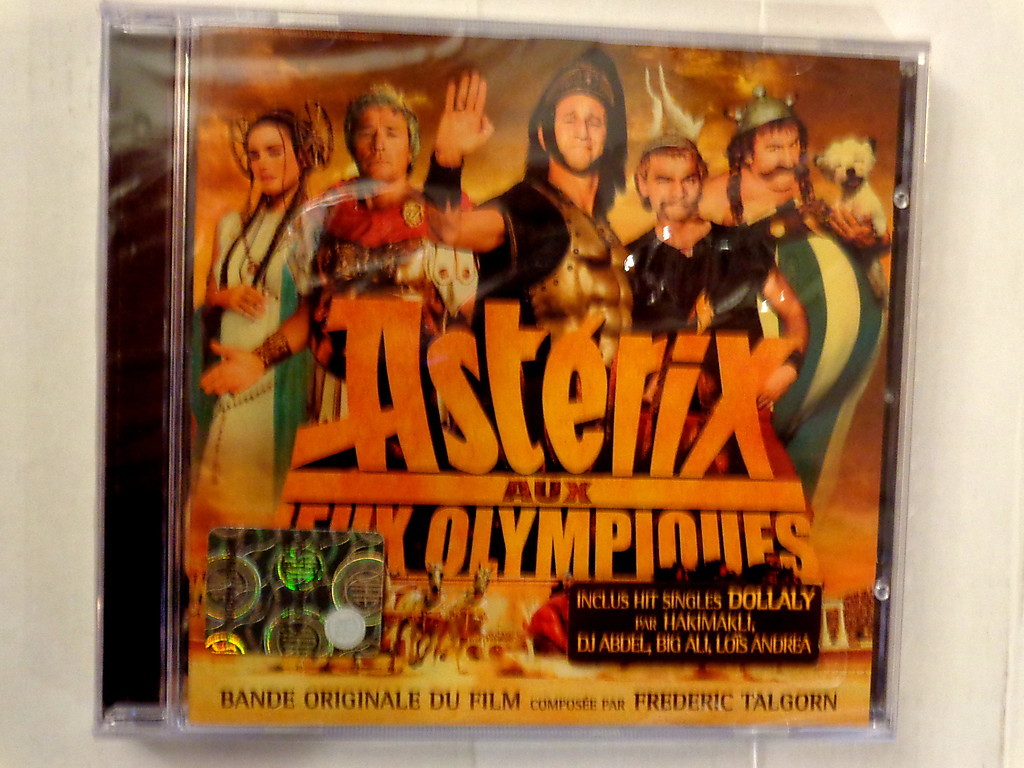 Astérix
AUX
JEUX OLYMPIQUES
INCLUS HIT SINGLES DOLLALY
PAR HAKIMAKLI,
DJ ABDEL, BIG ALI, LOÏS ANDREA
BANDE ORIGINALE DU FILM COMPOSÉE PAR FREDERIC TALGORN